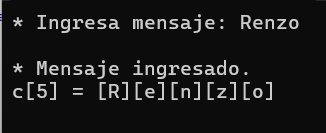 * Ingresa mensaje: Renzo
* Mensaje ingresado.
c[5] = [R][e][n][z][o]